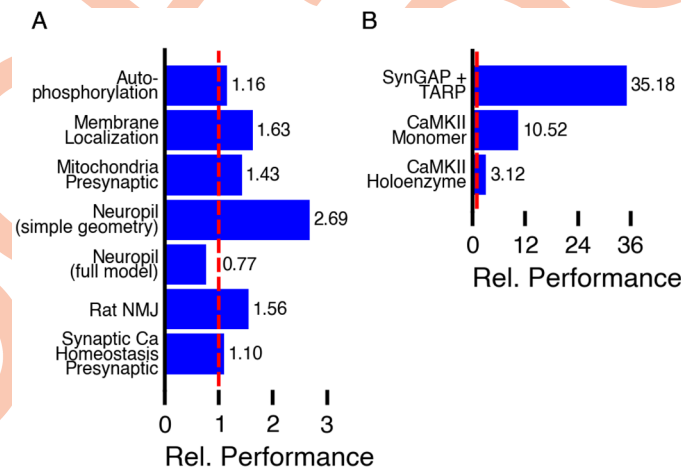 A
Auto-
phosphorylation
1.16
Membrane
Localization
1.63
Mitochondria
Presynaptic
1.43
Neuropil
(simple geometry)
2.69
Neuropil
(full model)
0.77
Rat NMJ
1.56
Synaptic Ca
Homeostasis
Presynaptic
1.10
0 1 2 3
Rel. Performance
B
SynGAP +
TARP
35.18
CaMKII
Monomer
10.52
CaMKII
Holoenzyme
3.12
0 12 24 36
Rel. Performance